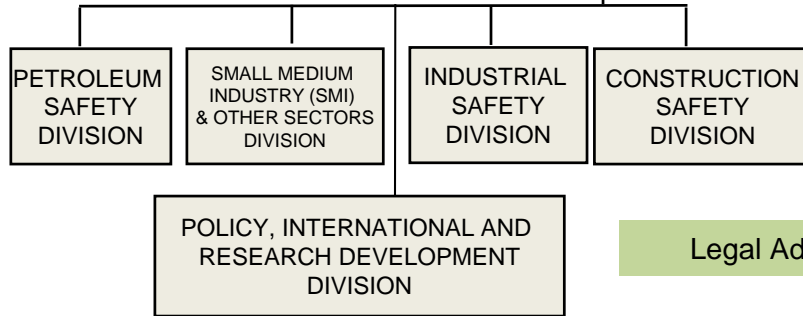 PETROLEUM
SAFETY
DIVISION
SMALL MEDIUM
INDUSTRY (SMI)
& OTHER SECTORS
DIVISION
INDUSTRIAL
SAFETY
DIVISION
CONSTRUCTION
SAFETY
DIVISION
POLICY, INTERNATIONAL AND
RESEARCH DEVELOPMENT
DIVISION
Legal Ad